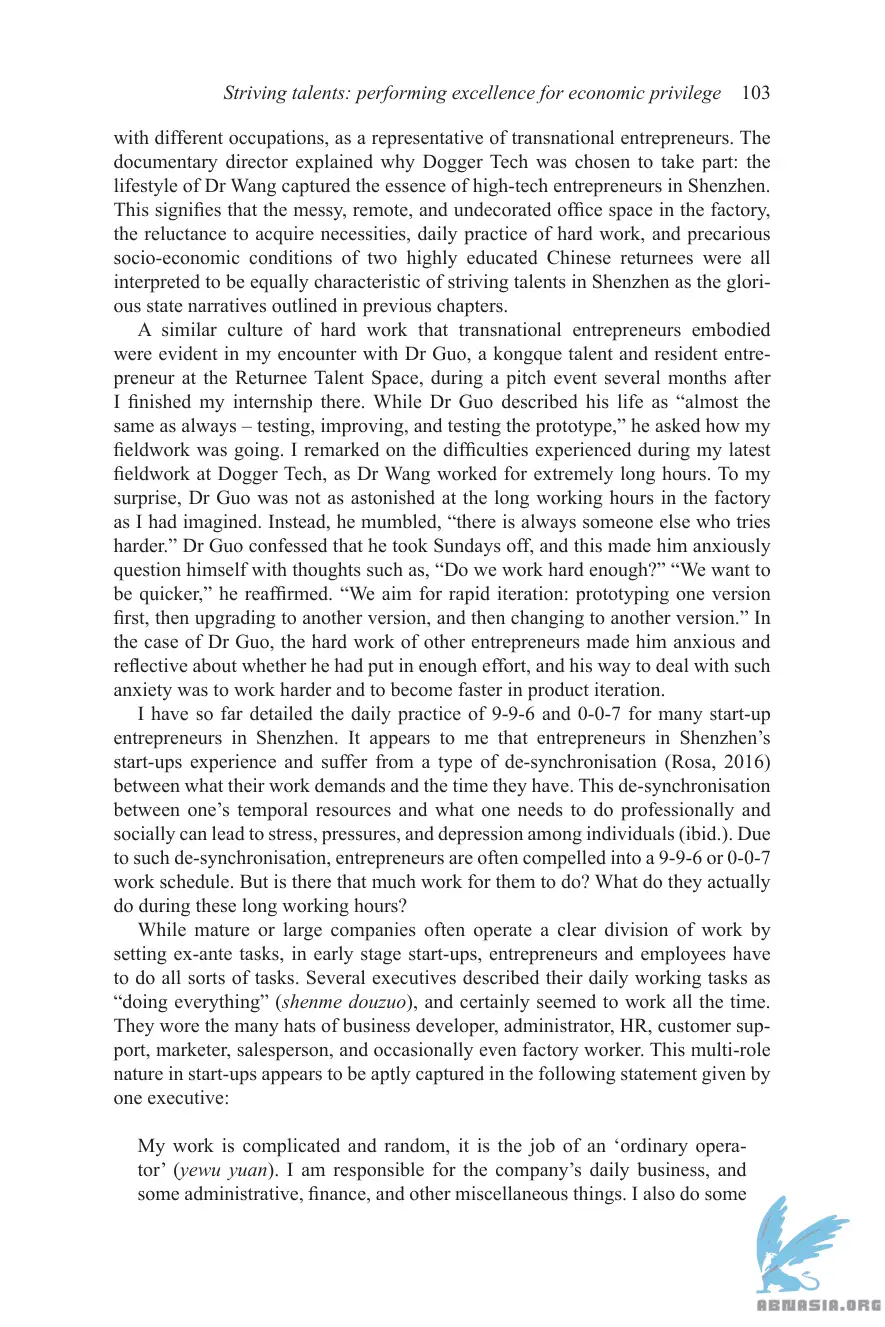 Striving talents: performing excellence for economic privilege 103
with different occupations, as a representative of transnational entrepreneurs. The
documentary director explained why Dogger Tech was chosen to take part: the
lifestyle of Dr Wang captured the essence of high-tech entrepreneurs in Shenzhen.
This signifies that the messy, remote, and undecorated office space in the factory,
the reluctance to acquire necessities, daily practice of hard work, and precarious
socio-economic conditions of two highly educated Chinese returnees were all
interpreted to be equally characteristic of striving talents in Shenzhen as the glori-
ous state narratives outlined in previous chapters.
A similar culture of hard work that transnational entrepreneurs embodied
were evident in my encounter with Dr Guo, a kongque talent and resident entre-
preneur at the Returnee Talent Space, during a pitch event several months after
I finished my internship there. While Dr Guo described his life as “almost the
same as always – testing, improving, and testing the prototype,” he asked how my
fieldwork was going. I remarked on the difficulties experienced during my latest
fieldwork at Dogger Tech, as Dr Wang worked for extremely long hours. To my
surprise, Dr Guo was not as astonished at the long working hours in the factory
as I had imagined. Instead, he mumbled, “there is always someone else who tries
harder.” Dr Guo confessed that he took Sundays off, and this made him anxiously
question himself with thoughts such as, “Do we work hard enough?” “We want to
be quicker,” he reaffirmed. “We aim for rapid iteration: prototyping one version
first, then upgrading to another version, and then changing to another version.” In
the case of Dr Guo, the hard work of other entrepreneurs made him anxious and
reflective about whether he had put in enough effort, and his way to deal with such
anxiety was to work harder and to become faster in product iteration.
I have so far detailed the daily practice of 9-9-6 and 0-0-7 for many start-up
entrepreneurs in Shenzhen. It appears to me that entrepreneurs in Shenzhen’s
start-ups experience and suffer from a type of de-synchronisation (Rosa, 2016)
between what their work demands and the time they have. This de-synchronisation
between one’s temporal resources and what one needs to do professionally and
socially can lead to stress, pressures, and depression among individuals (ibid.). Due
to such de-synchronisation, entrepreneurs are often compelled into a 9-9-6 or 0-0-7
work schedule. But is there that much work for them to do? What do they actually
do during these long working hours?
While mature or large companies often operate a clear division of work by
setting ex-ante tasks, in early stage start-ups, entrepreneurs and employees have
to do all sorts of tasks. Several executives described their daily working tasks as
“doing everything” (shenme douzuo), and certainly seemed to work all the time.
They wore the many hats of business developer, administrator, HR, customer sup-
port, marketer, salesperson, and occasionally even factory worker. This multi-role
nature in start-ups appears to be aptly captured in the following statement given by
one executive:
My work is complicated and random, it is the job of an ‘ordinary opera-
tor’ (yewu yuan). I am responsible for the company’s daily business, and
some administrative, finance, and other miscellaneous things. I also do some
ABNASIA.ORG